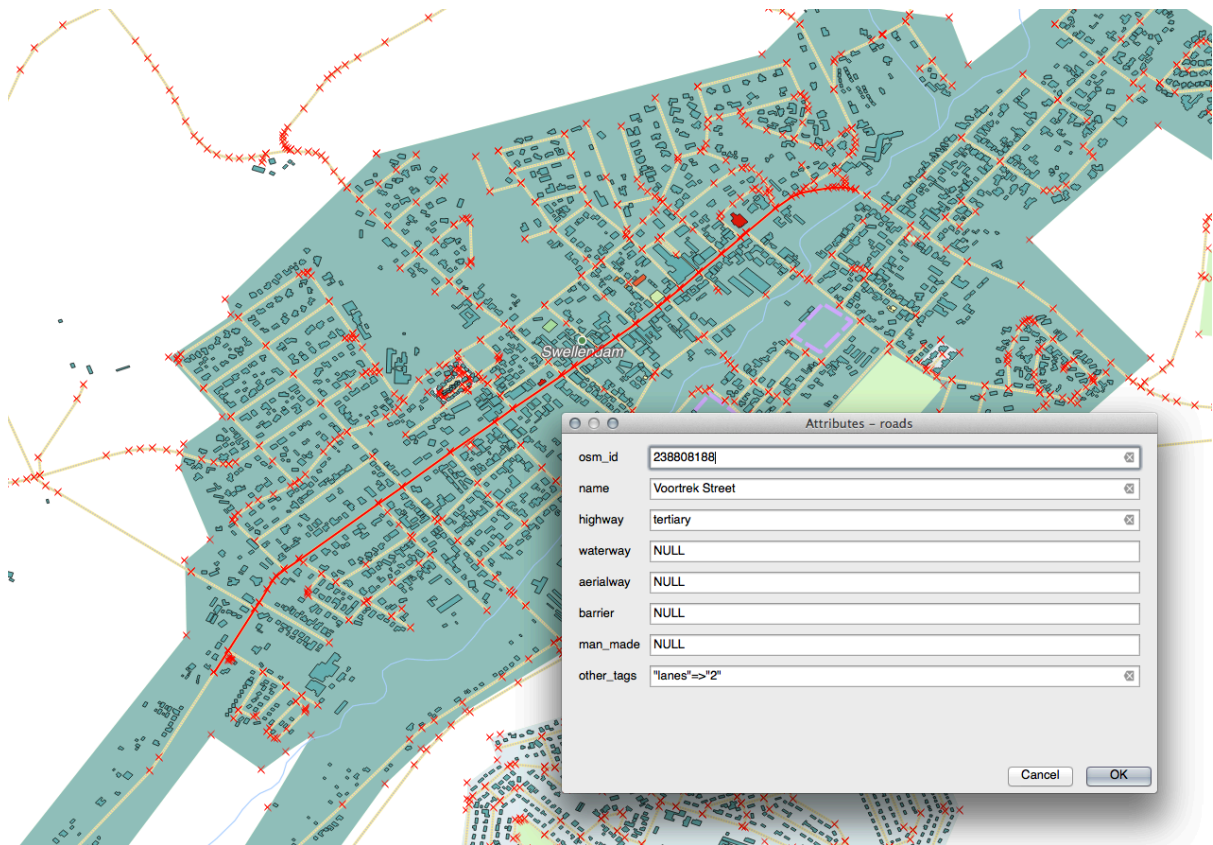 Swellendam
Attributes – roads
osm_id 238808188
name Voortrek Street
highway tertiary
waterway NULL
aerialway NULL
barrier NULL
man_made NULL
other_tags "lanes"=>"2"
Cancel OK